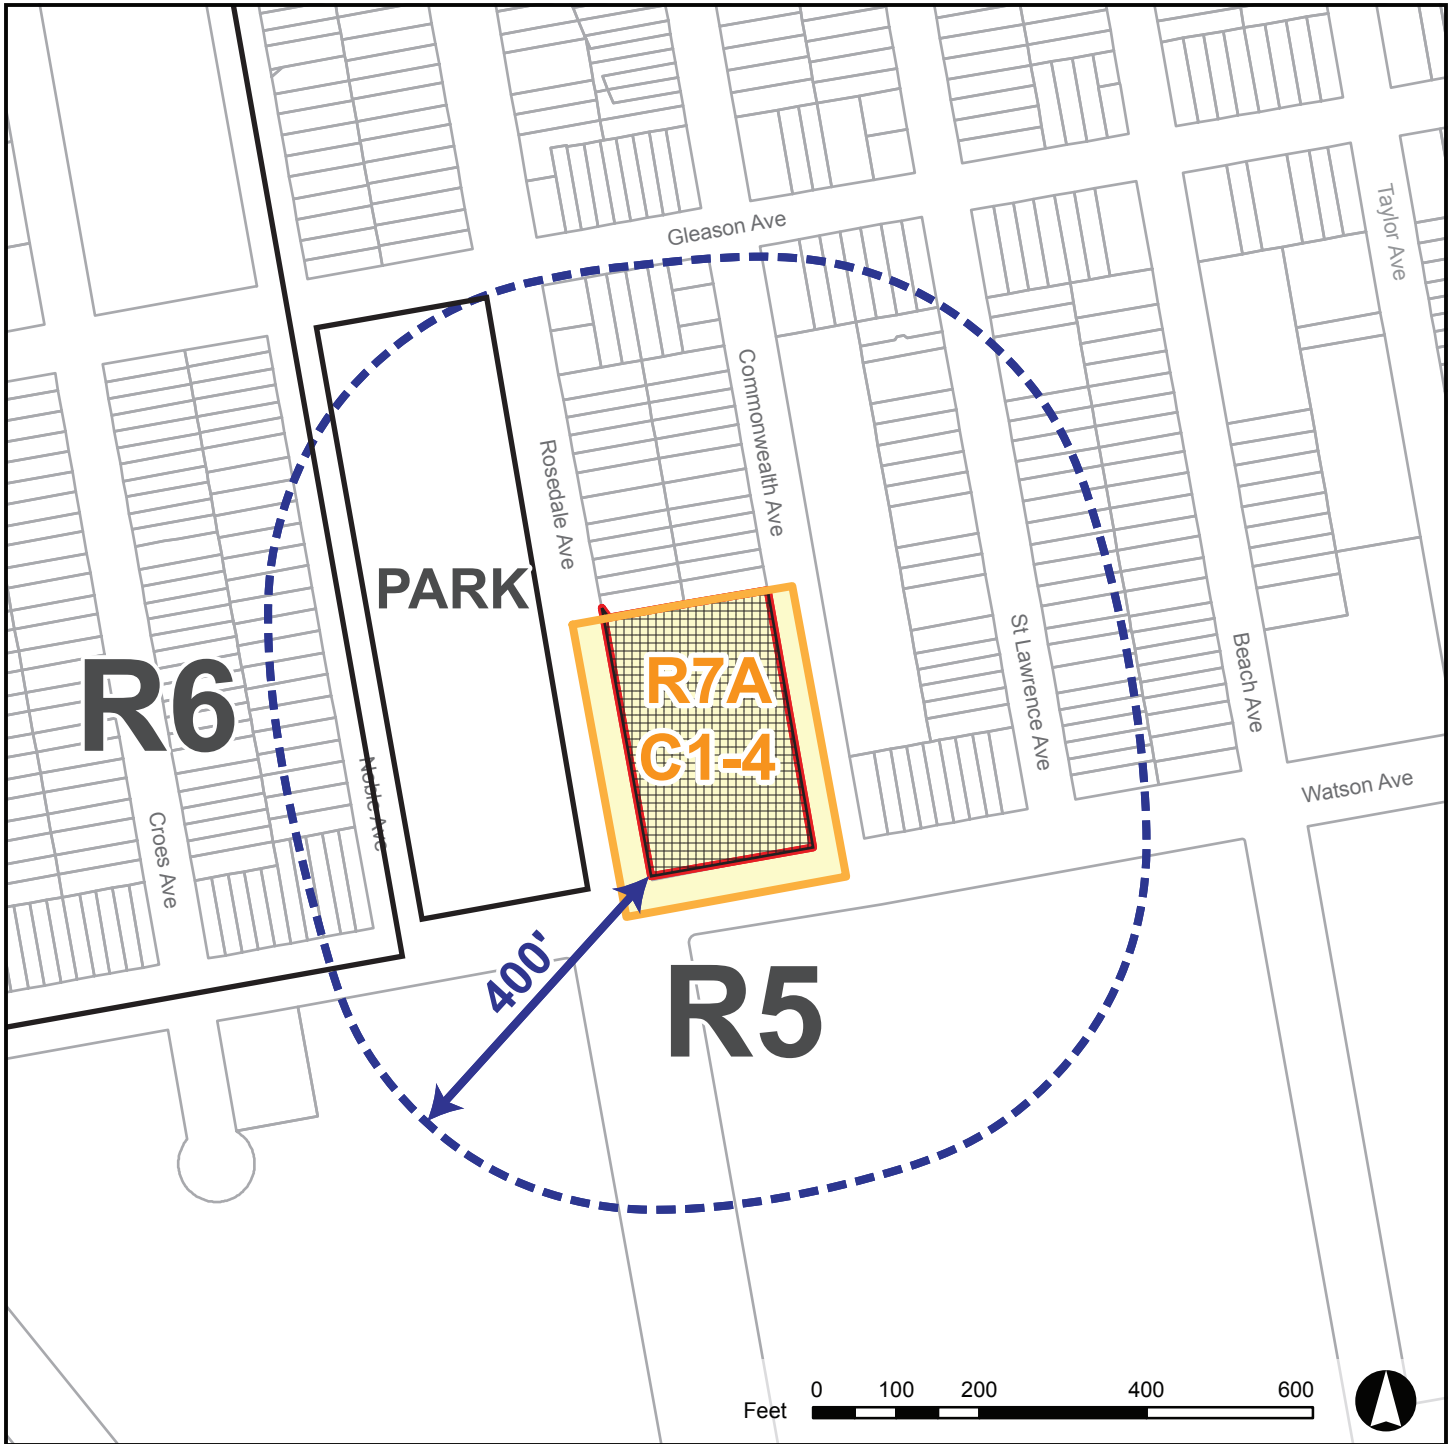 Gleason Ave
Taylor Ave
Commonwealth Ave
Rosedale Ave
PARK
R6
R7A
C1-4
St Lawrence Ave
Beach Ave
Noble Ave
Croes Ave
Watson Ave
400'
R5
0 100 200 400 600
Feet